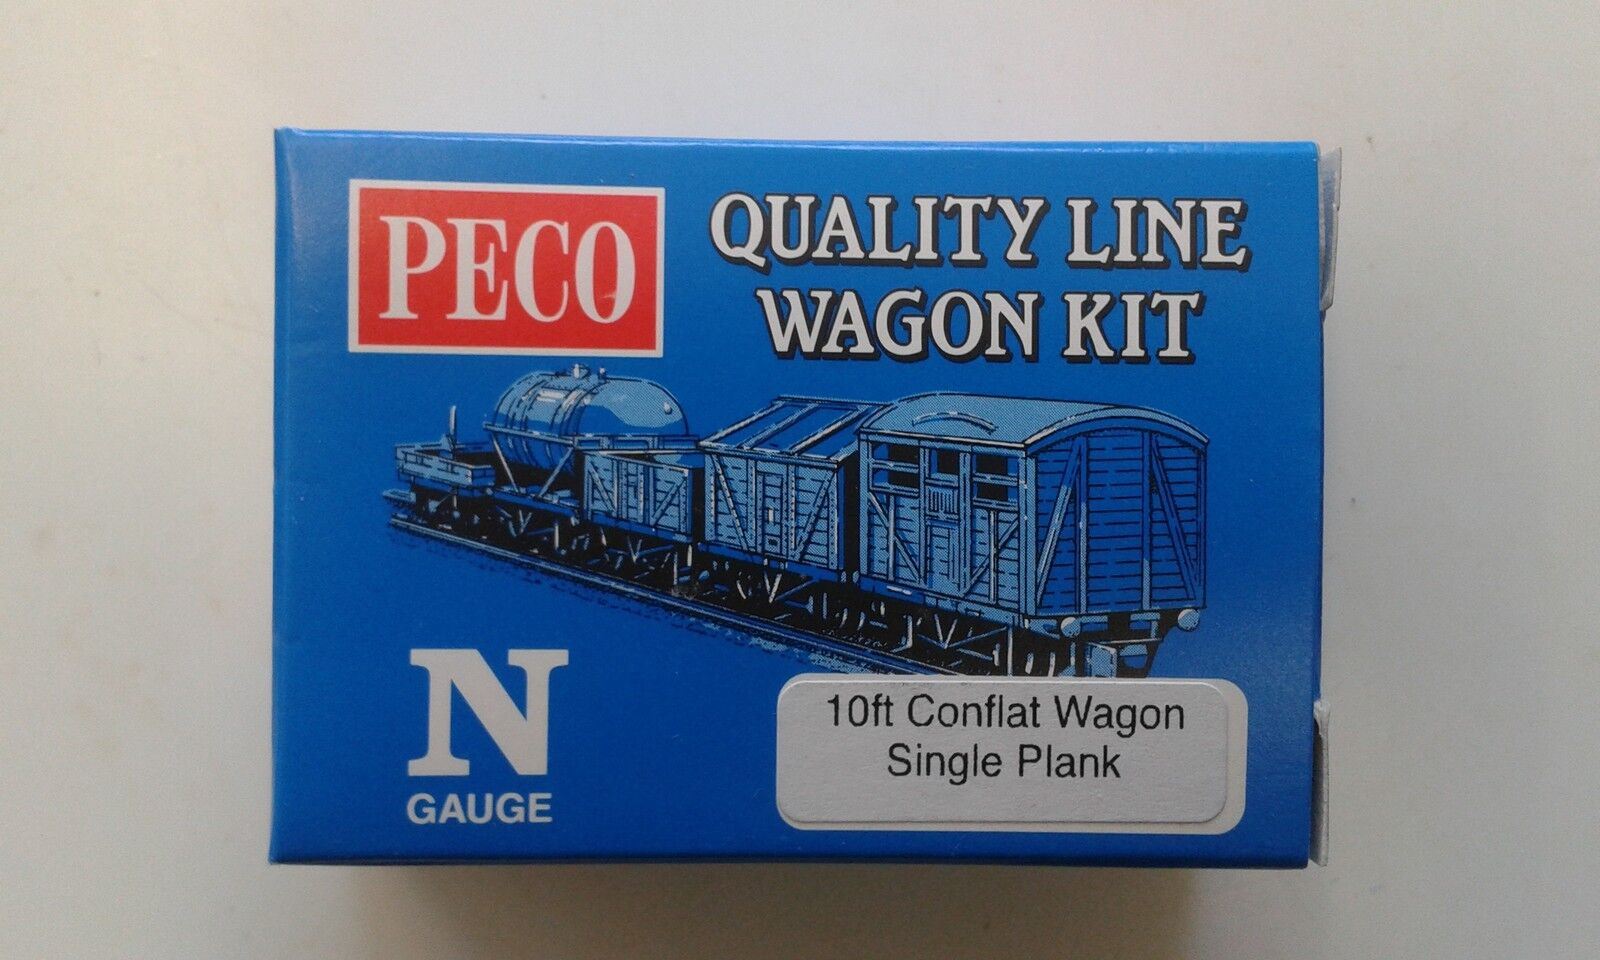 PECO
QUALITY LINE
WAGON KIT
N
GAUGE
10ft Conflat Wagon
Single Plank